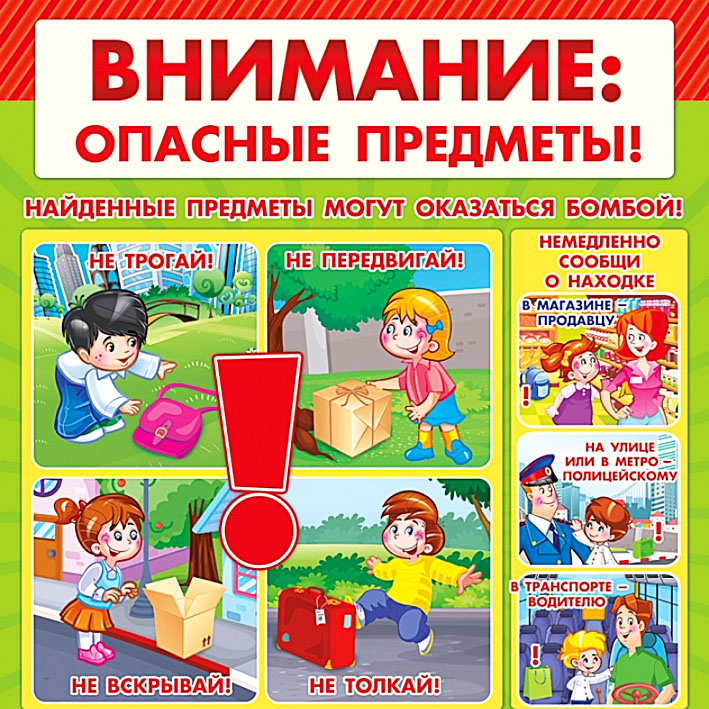 ВНИМАНИЕ:
ОПАСНЫЕ ПРЕДМЕТЫ!
НАЙДЕННЫЕ ПРЕДМЕТЫ МОГУТ ОКАЗАТЬСЯ БОМБОЙ!
НЕ ТРОГАЙ!
НЕ ПЕРЕДВИГАЙ!
НЕ ВСКРЫВАЙ!
НЕ ТОЛКАЙ!
НЕМЕДЛЕННО
СООБЩИ
О НАХОДКЕ
В МАГАЗИНЕ –
ПРОДАВЦУ
НА УЛИЦЕ
ИЛИ В МЕТРО –
ПОЛИЦЕЙСКОМУ
В ТРАНСПОРТЕ –
ВОДИТЕЛЮ